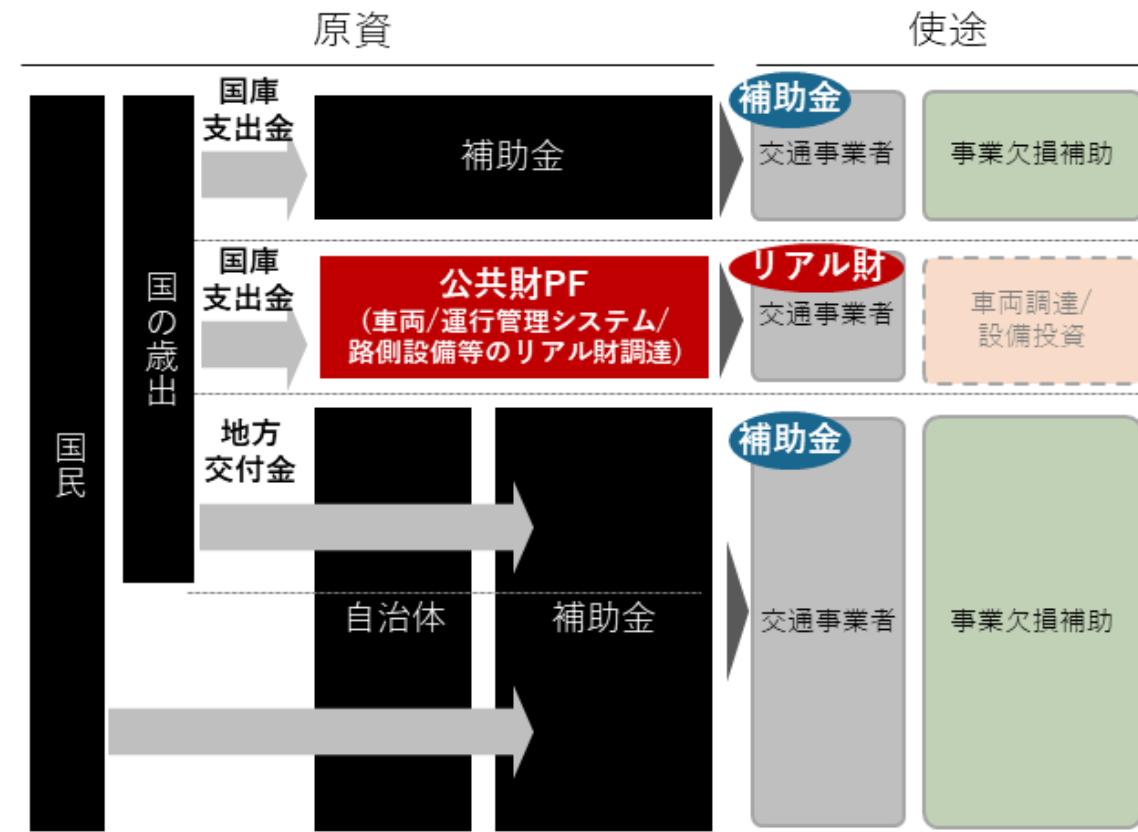 原資
使途
国民
国の歳出
国庫
支出金
補助金
補助金
交通事業者
事業欠損補助
国庫
支出金
公共財PF
(車両/運行管理システム/
路側設備等のリアル財調達)
リアル財
交通事業者
車両調達/
設備投資
地方
交付金
自治体
補助金
補助金
交通事業者
事業欠損補助